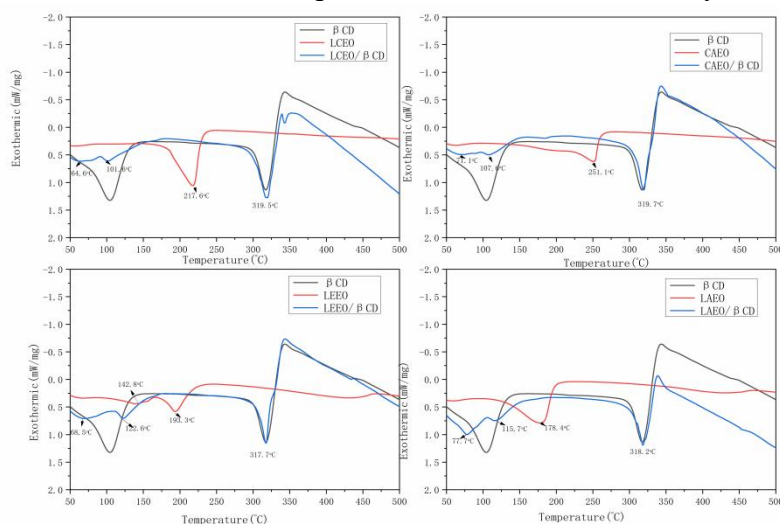 -2.0
-1.5
-1.0
-0.5
0.0
0.5
1.0
1.5
2.0
Exothermic(mW/mg)
β CD
LCEO
LCEO/β CD
64.6℃
101.6℃
217.6℃
319.5℃
50 100 150 200 250 300 350 400 450 500
Temperature(℃)
-2.0
-1.5
-1.0
-0.5
0.0
0.5
1.0
1.5
2.0
Exothermic(mW/mg)
β CD
CAEO
CAEO/β CD
251.1℃
319.7℃
50 100 150 200 250 300 350 400 450 500
Temperature(℃)
-2.0
-1.5
-1.0
-0.5
0.0
0.5
1.0
1.5
2.0
Exothermic(mW/mg)
β CD
LEEO
LEEO/β CD
142.8℃
68.5℃
122.6℃
193.3℃
317.7℃
50 100 150 200 250 300 350 400 450 500
Temperature(℃)
-2.0
-1.5
-1.0
-0.5
0.0
0.5
1.0
1.5
2.0
Exothermic(mW/mg)
β CD
LAEO
LAEO/β CD
77.7℃
115.7℃
178.4℃
318.2℃
50 100 150 200 250 300 350 400 450 500
Temperature(℃)